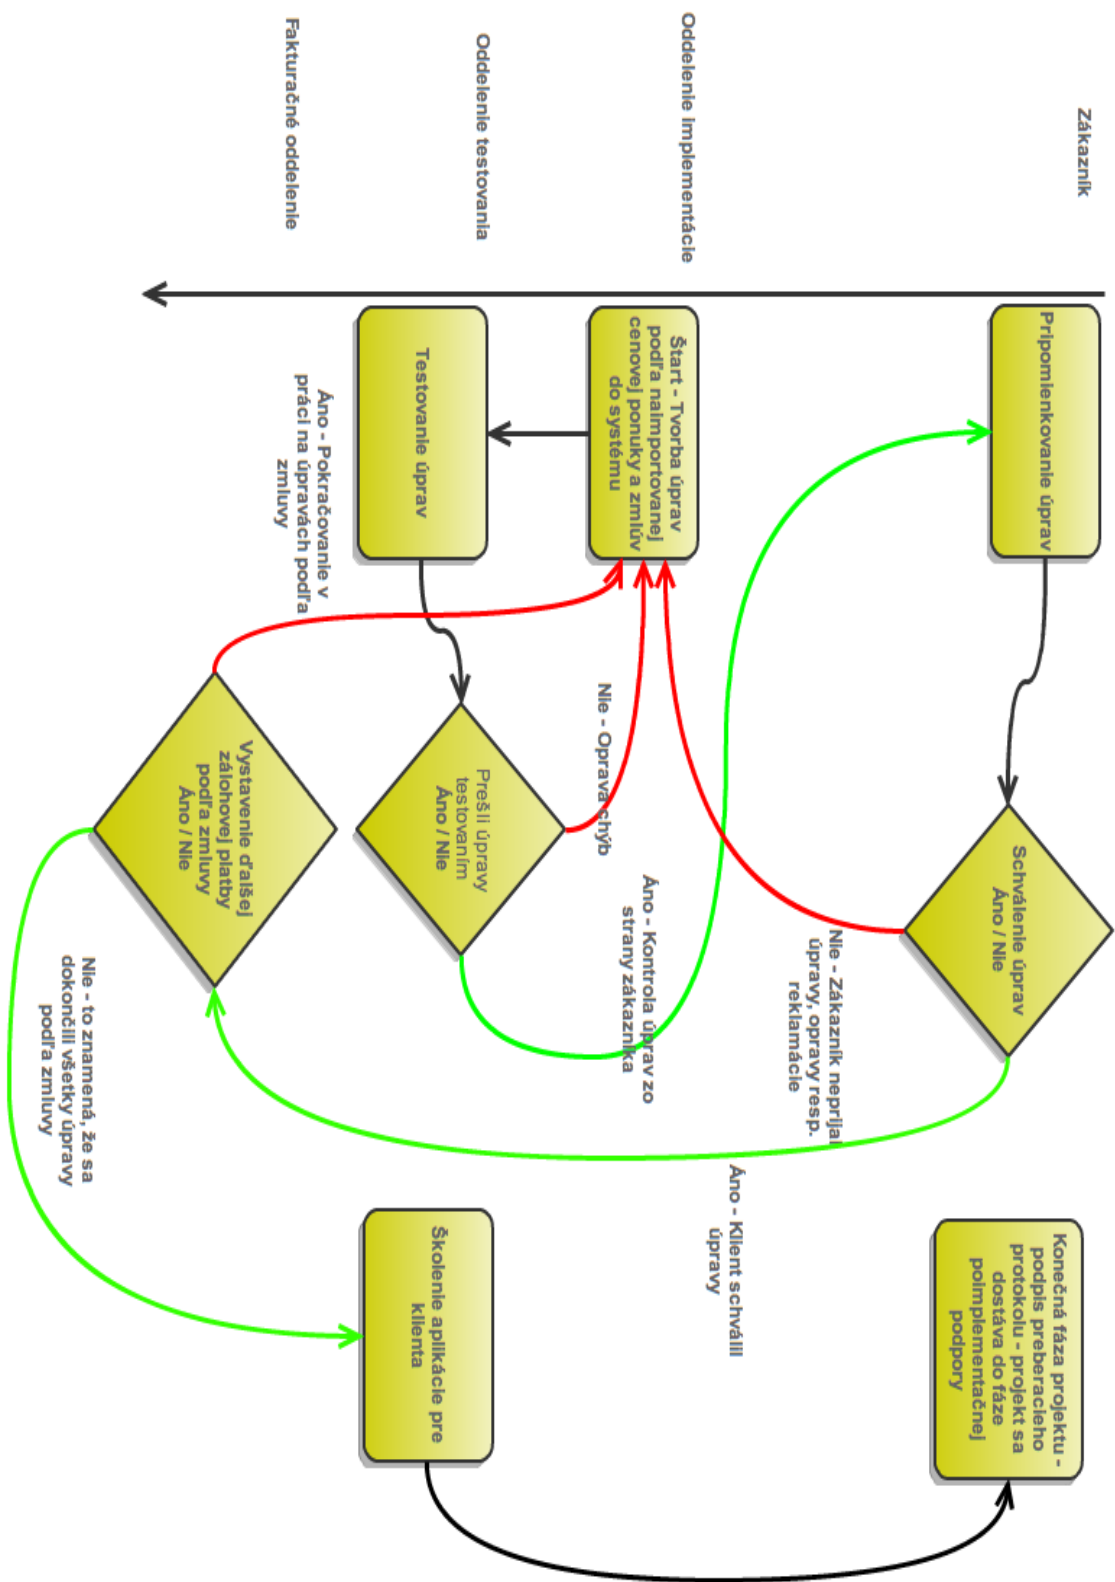 Zákazník
Oddelenie implementácie
Oddelenie testovania
Fakturačné oddelenie
Pripomienkovanie úprav
Schválenie úprav
Áno / Nie
Konečná fáza projektu -
podpis preberacieho
protokolu - projekt sa
dostáva do fáze
poimplementačnej
podpory
Nie - Zákazník neprijal
úpravy, opravy resp.
reklamácie
Áno - Klient schválil
úpravy
Štart - Tvorba úprav
podľa naimportovanej
cenovej ponuky a zmlúv
do systému
Nie - Oprava chýb
Áno - Kontrola úprav zo
strany zákazníka
Testovanie úprav
Prešli úpravy
testovaním
Áno / Nie
Školenie aplikácie pre
klienta
Áno - Pokračovanie v
práci na úpravách podľa
zmluvy
Vystavenie ďalšej
zálohovej platby
podľa zmluvy
Áno / Nie
Nie - to znamená, že sa
dokončili všetky úpravy
podľa zmluvy